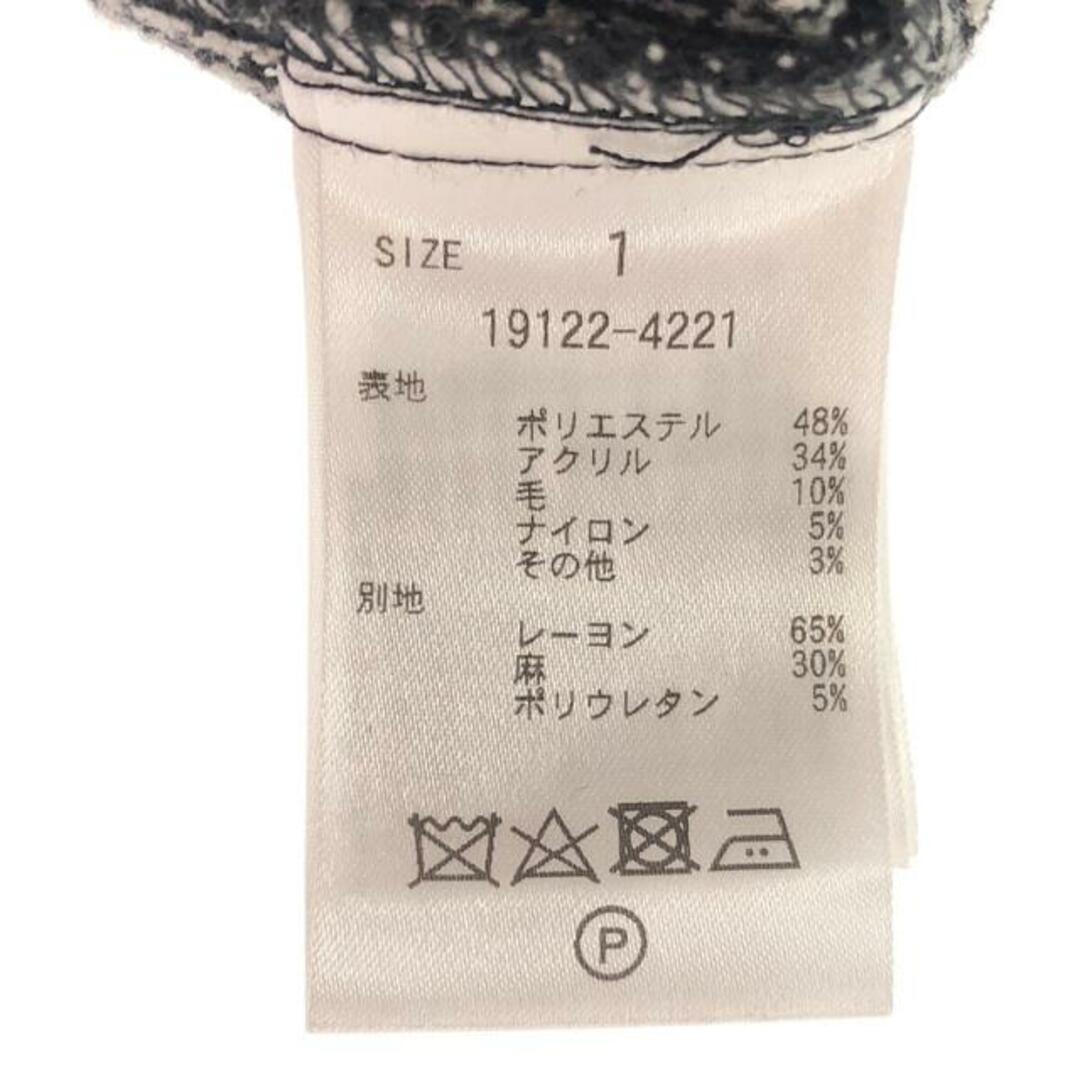 SIZE 1
19122-4221
表地
ポリエステル 48%
アクリル 34%
毛 10%
ナイロン 5%
その他 3%
別地
レーヨン 65%
麻 30%
ポリウレタン 5%
P